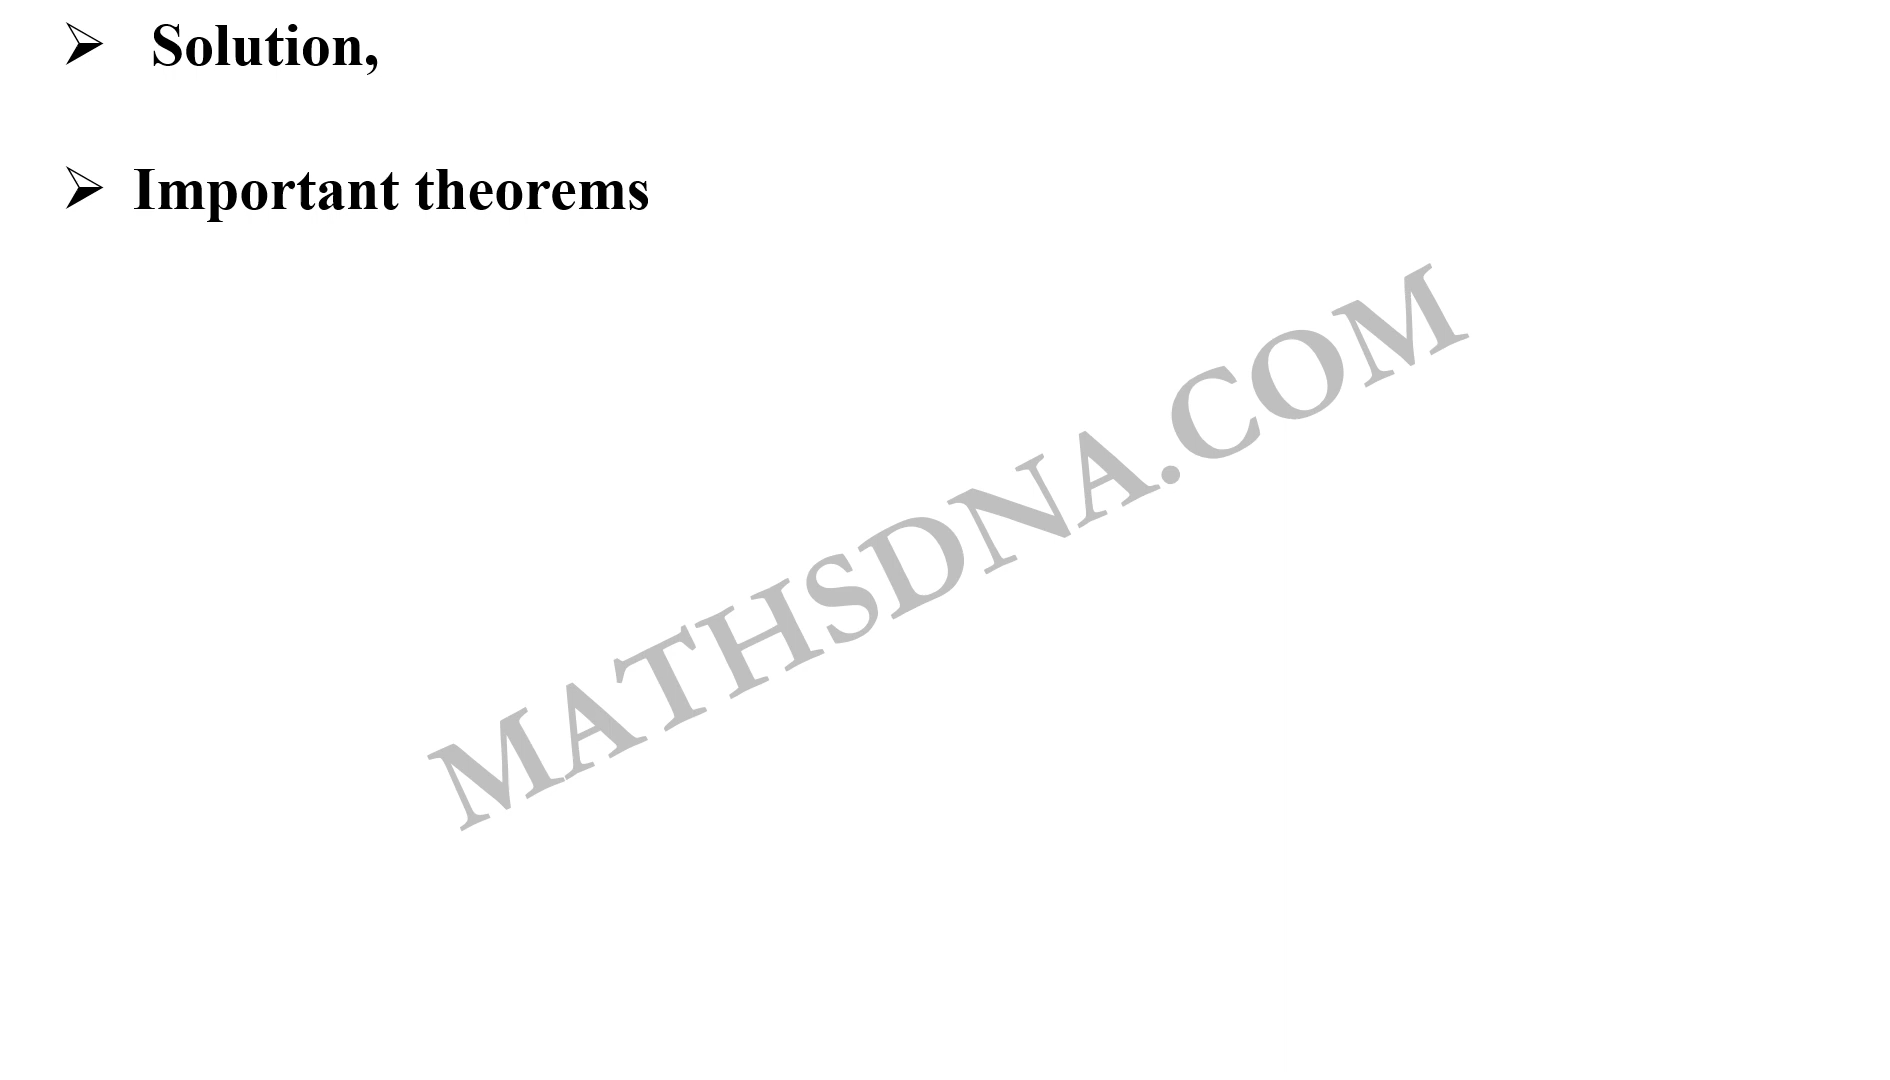 ➢ Solution,
➢ Important theorems
MATHSDNA.COM